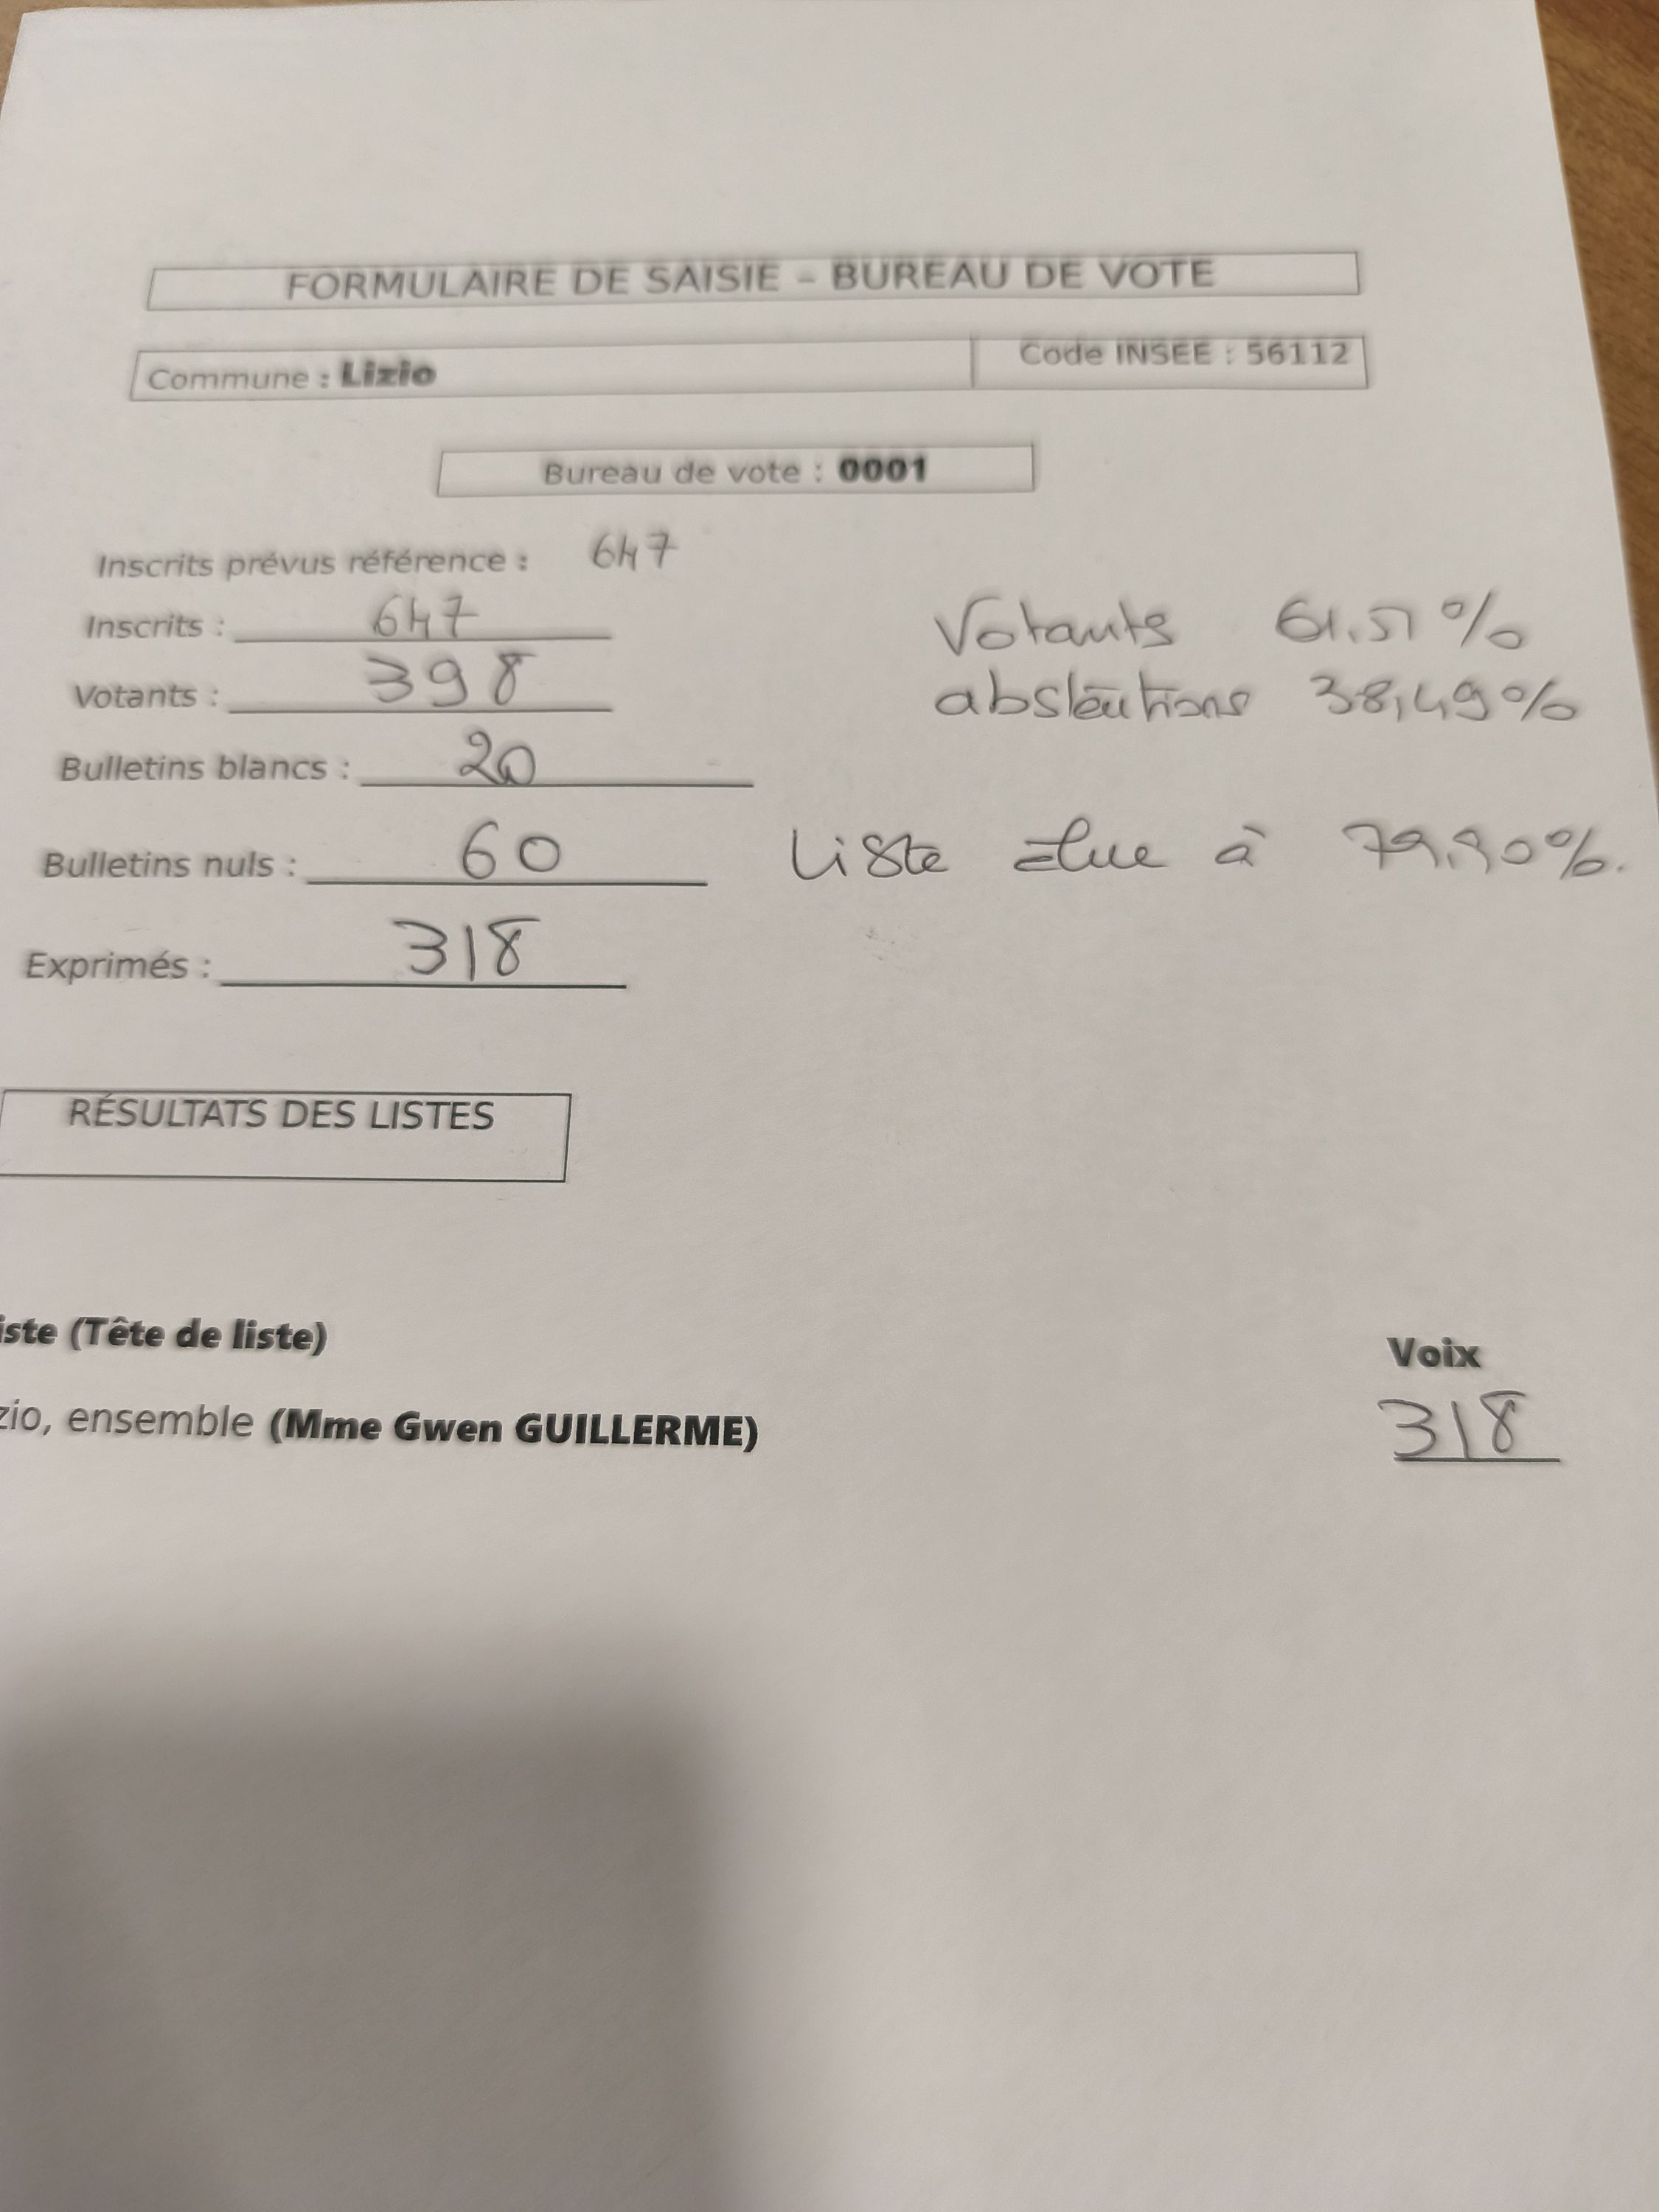 FORMULAIRE DE SAISIE – BUREAU DE VOTE
Commune : Lizio
Code INSEE : 56112
Bureau de vote : 0001
Inscrits prévus référence : 647
Inscrits : 647
Votants 61.51 %
Votants : 398
abstentions 38,49 %
Bulletins blancs : 20
Bulletins nuls : 60
Liste élue à 79.90%.
Exprimés : 318
RÉSULTATS DES LISTES
iste (Tête de liste)
Voix
zio, ensemble (Mme Gwen GUILLERME)
318